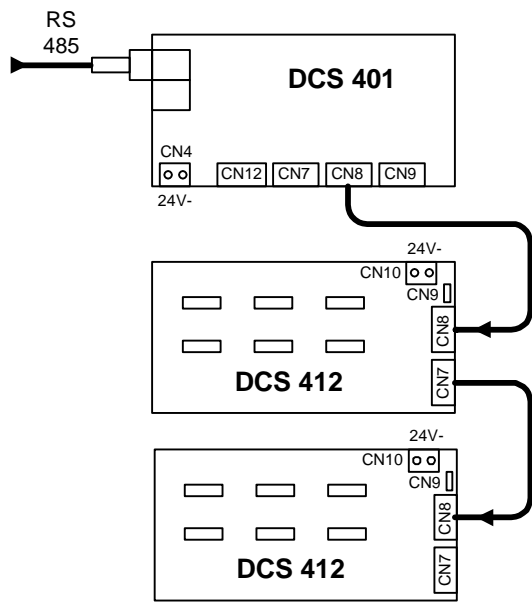 RS
485
DCS 401
CN4
CN12 CN7 CN8 CN9
24V-
24V-
CN10
CN9
CN8
CN7
DCS 412
24V-
CN10
CN9
CN8
CN7
DCS 412